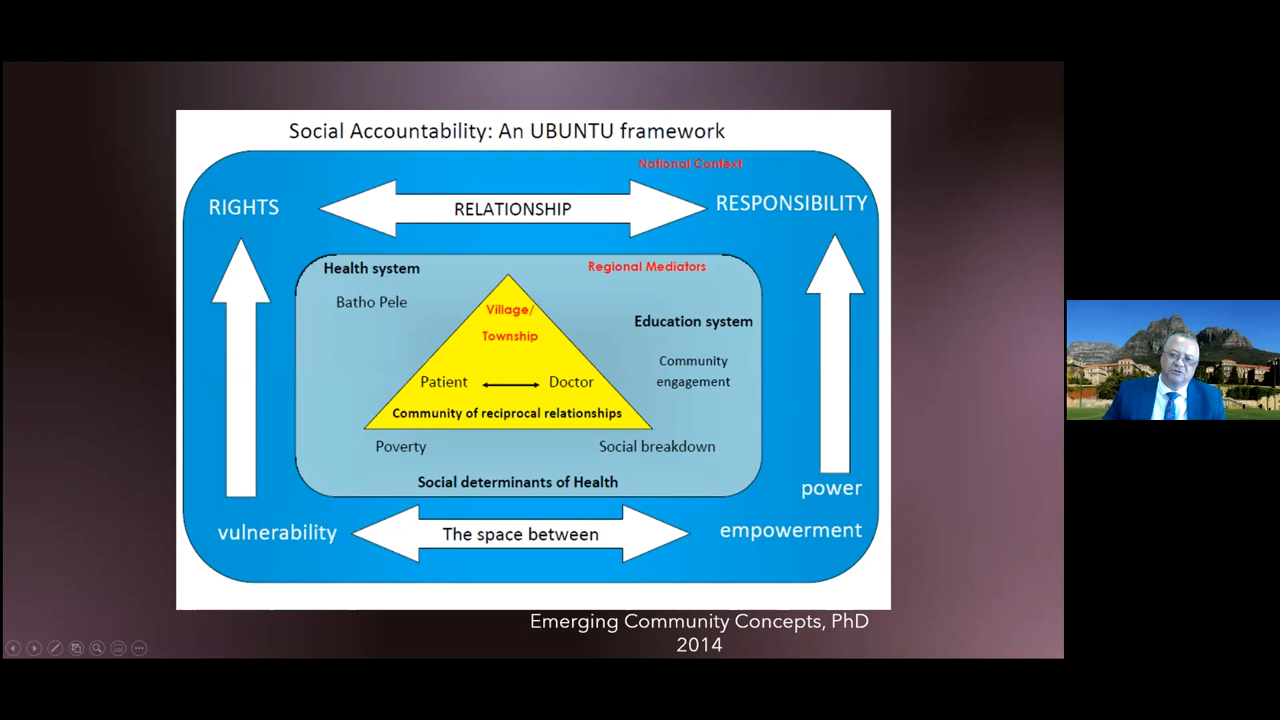 Social Accountability: An UBUNTU framework
National Context
RIGHTS
RELATIONSHIP
RESPONSIBILITY
Health system
Regional Mediators
Batho Pele
Village/
Township
Education system
Community
engagement
Patient
Doctor
Community of reciprocal relationships
Poverty
Social breakdown
Social determinants of Health
power
vulnerability
The space between
empowerment
Emerging Community Concepts, PhD
2014